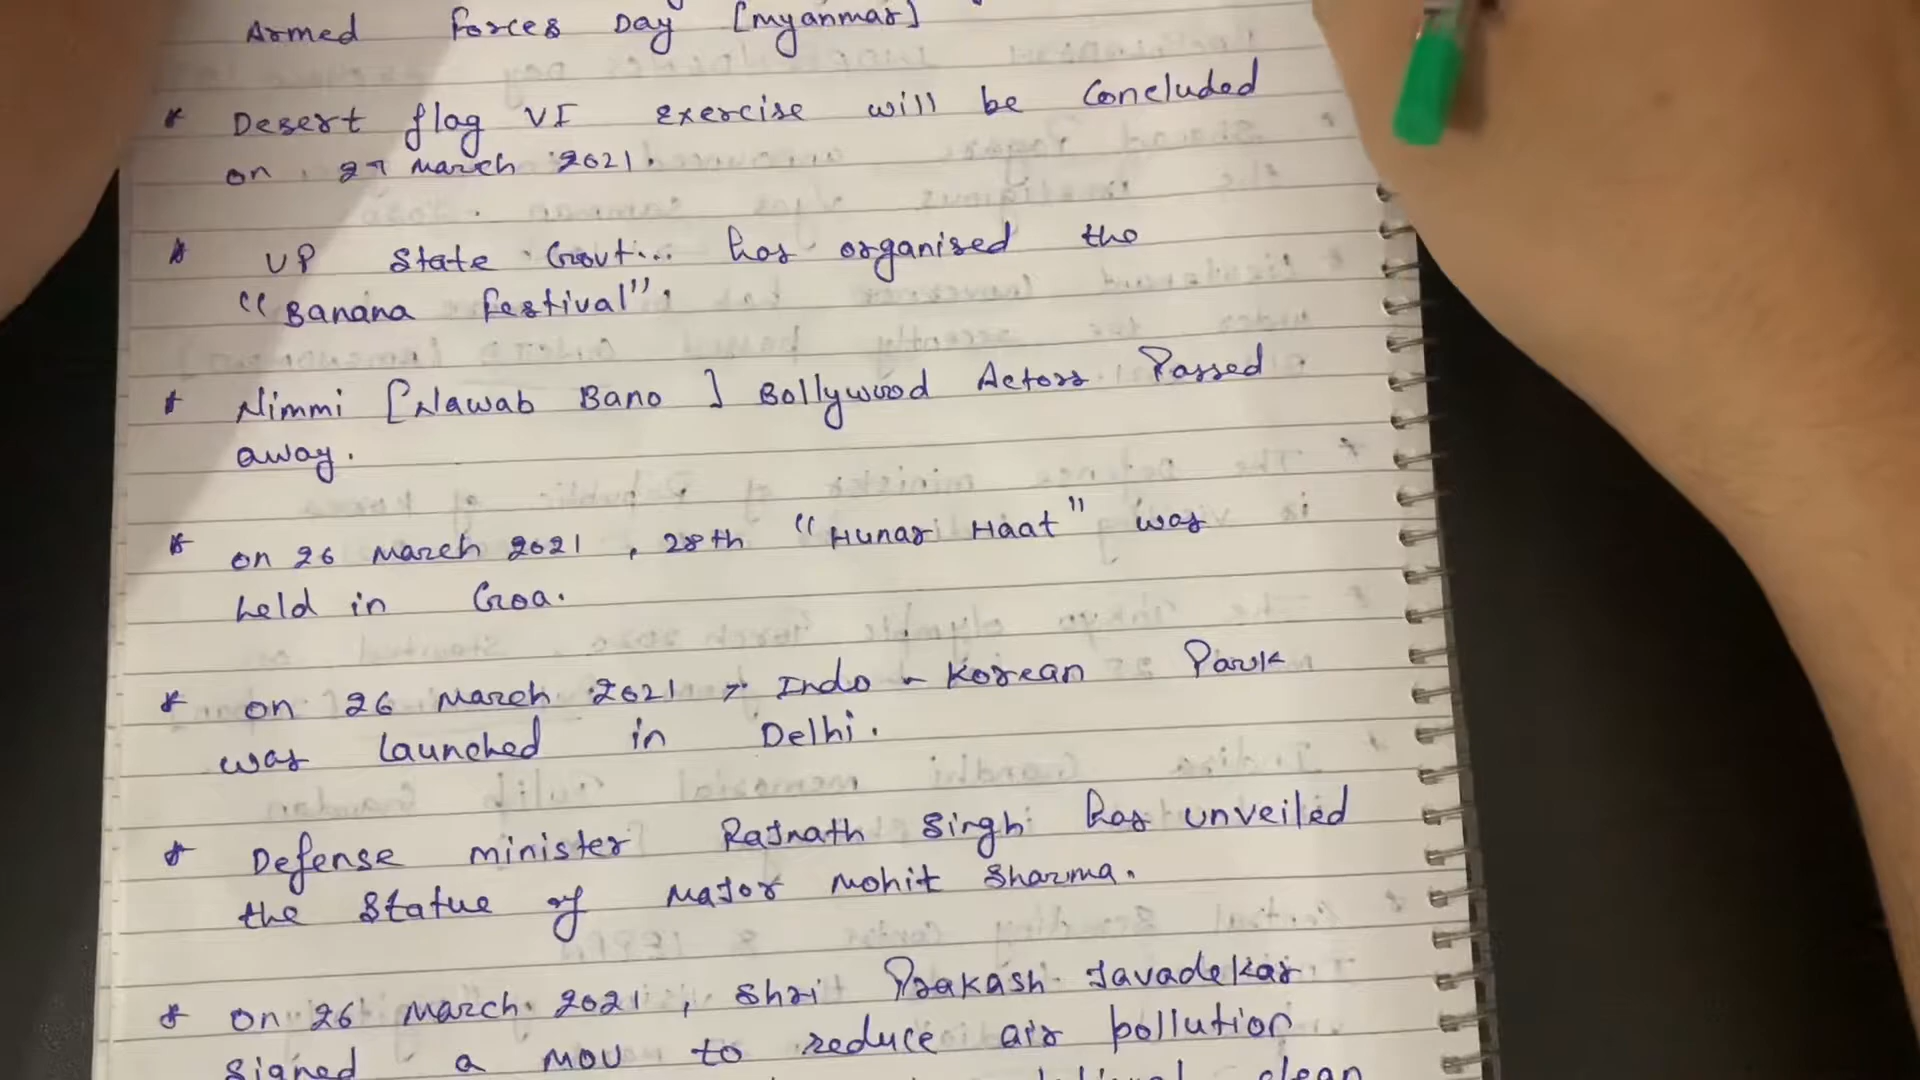 Armed Forces Day [Myanmar]
* Desert flag VI exercise will be Concluded
on 27 March 2021.
* UP State Govt... has organised the
"Banana festival".
* Nimmi [Nawab Bano] Bollywood Actors Passed
away.
* on 26 March 2021, 28th "Hunar Haat" was
held in Goa.
* on 26 March 2021 → Indo - Korean Park
was launched in Delhi.
* Defense minister Rajnath Singh has unveiled
the Statue of Major Mohit Sharma.
* On 26 March 2021, Shri Prakash Javadekar
signed a MOU to reduce air pollution
clean